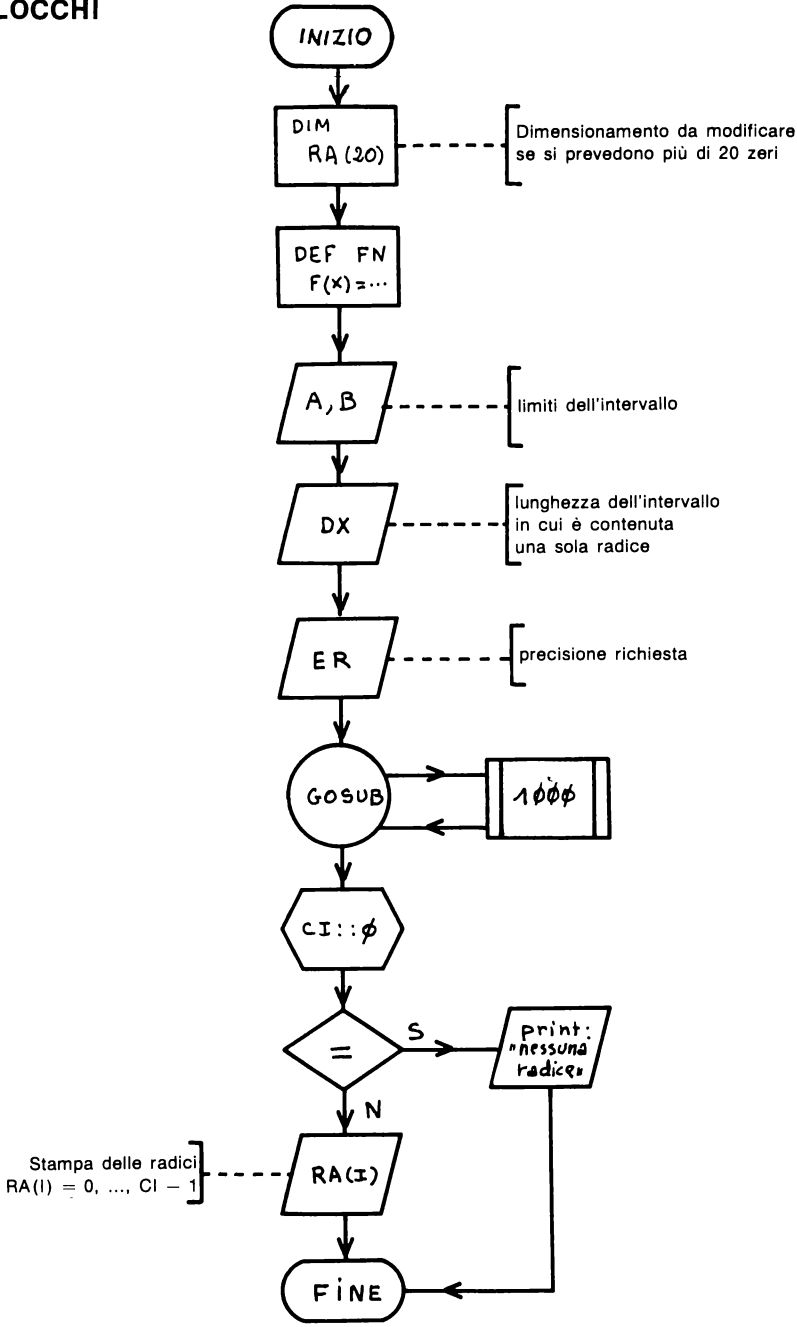 LOCCHI
INIZIO
DIM
RA (20)
Dimensionamento da modificare
se si prevedono più di 20 zeri
DEF FN
F(X) = ...
A, B
limiti dell'intervallo
DX
lunghezza dell'intervallo
in cui è contenuta
una sola radice
ER
precisione richiesta
GOSUB
1øøø
CI::ø
=
S
print:
"nessuna
radice"
N
Stampa delle radici
RA(I) = 0, ..., CI – 1
RA(I)
FINE